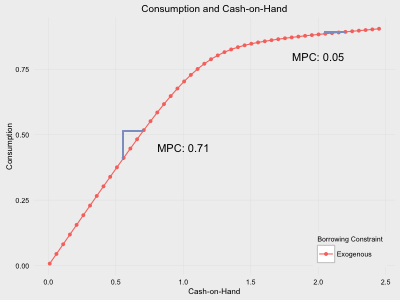 Consumption and Cash-on-Hand
Consumption
0.75
0.50
0.25
0.00
MPC: 0.05
MPC: 0.71
Borrowing Constraint
Exogenous
0.0 0.5 1.0 1.5 2.0 2.5
Cash-on-Hand